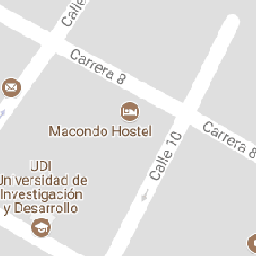 Calle
Carrera 8
Macondo Hostel
Calle 10
Carrera 8
UDI
Universidad de
Investigación
y Desarrollo